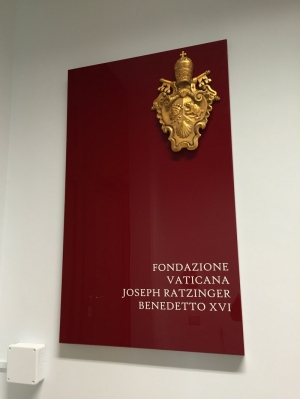 FONDAZIONE
VATICANA
JOSEPH RATZINGER
BENEDETTO XVI